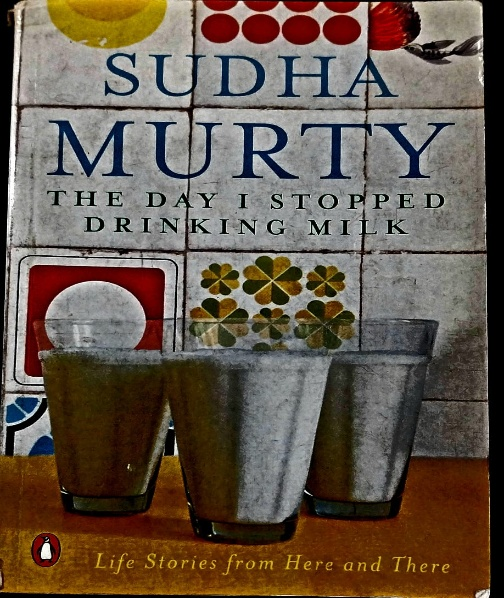 SUDHA
MURTY
THE DAY I STOPPED
DRINKING MILK
Life Stories from Here and There